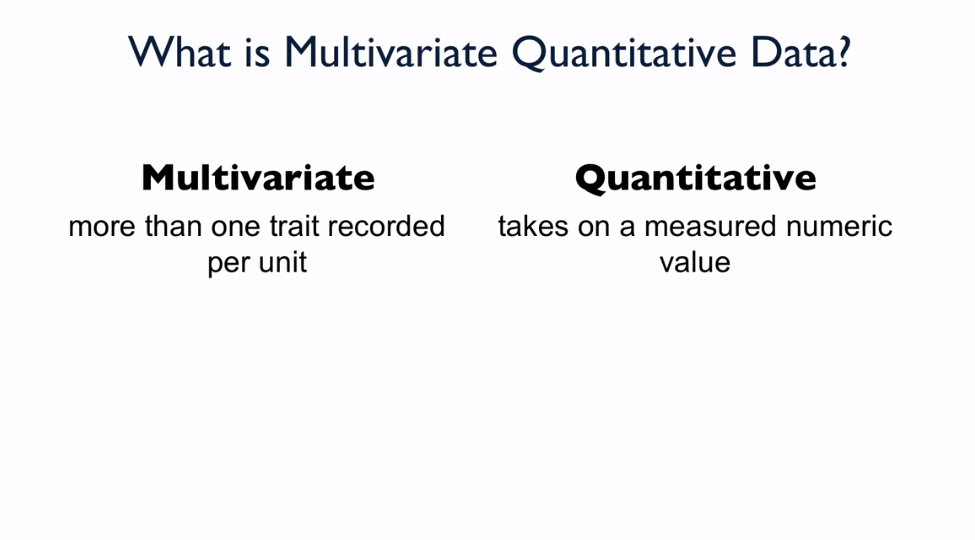 What is Multivariate Quantitative Data?
Multivariate
more than one trait recorded
per unit
Quantitative
takes on a measured numeric
value